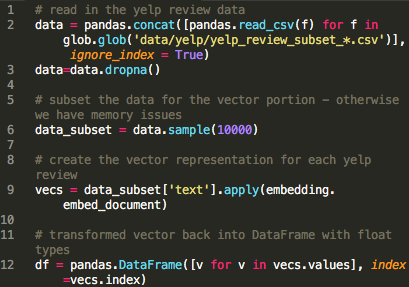 1 # read in the yelp review data
2 data = pandas.concat([pandas.read_csv(f) for f in
glob.glob('data/yelp/yelp_review_subset_*.csv')],
ignore_index = True)
3 data=data.dropna()
4
5 # subset the data for the vector portion - otherwise
we have memory issues
6 data_subset = data.sample(10000)
7
8 # create the vector representation for each yelp
review
9 vecs = data_subset['text'].apply(embedding.
embed_document)
10
11 # transformed vector back into DataFrame with float
types
12 df = pandas.DataFrame([v for v in vecs.values], index
=vecs.index)